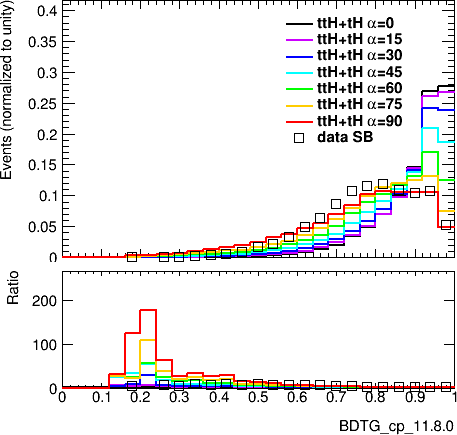 Events (normalized to unity)
0.4
0.35
0.3
0.25
0.2
0.15
0.1
0.05
0
ttH+tH α=0
ttH+tH α=15
ttH+tH α=30
ttH+tH α=45
ttH+tH α=60
ttH+tH α=75
ttH+tH α=90
data SB
Ratio
200
100
0
0 0.1 0.2 0.3 0.4 0.5 0.6 0.7 0.8 0.9 1
BDTG_cp_11.8.0